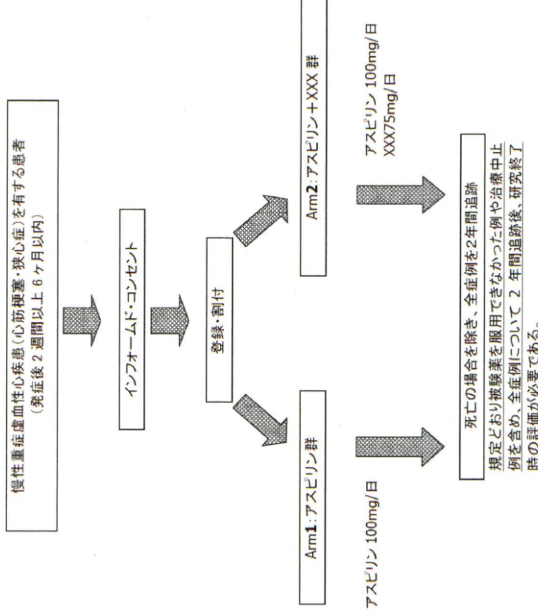 慢性重症虚血性心疾患(心筋梗塞・狭心症)を有する患者
(発症後2週間以上6ヶ月以内)
インフォームド・コンセント
登録・割付
Arm1:アスピリン群
Arm2:アスピリン+XXX 群
アスピリン 100mg/日
アスピリン 100mg/日
XXX75mg/日
死亡の場合を除き、全症例を2年間追跡
規定どおり被験薬を服用できなかった例や治療中止
例を含め、全症例について 2 年間追跡後、研究終了
時の評価が必要である。